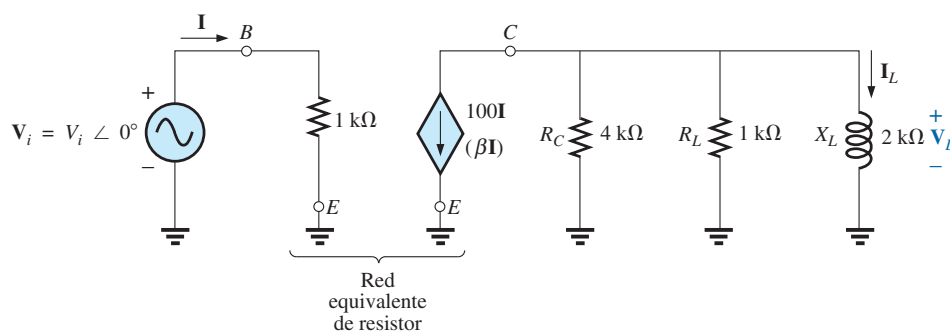 I
B
C
+
V_i = V_i ∠ 0°
−
1 kΩ
E
100I
(βI)
E
R_C
4 kΩ
R_L
1 kΩ
I_L
X_L
2 kΩ
+
V_L
−
Red
equivalente
de resistor